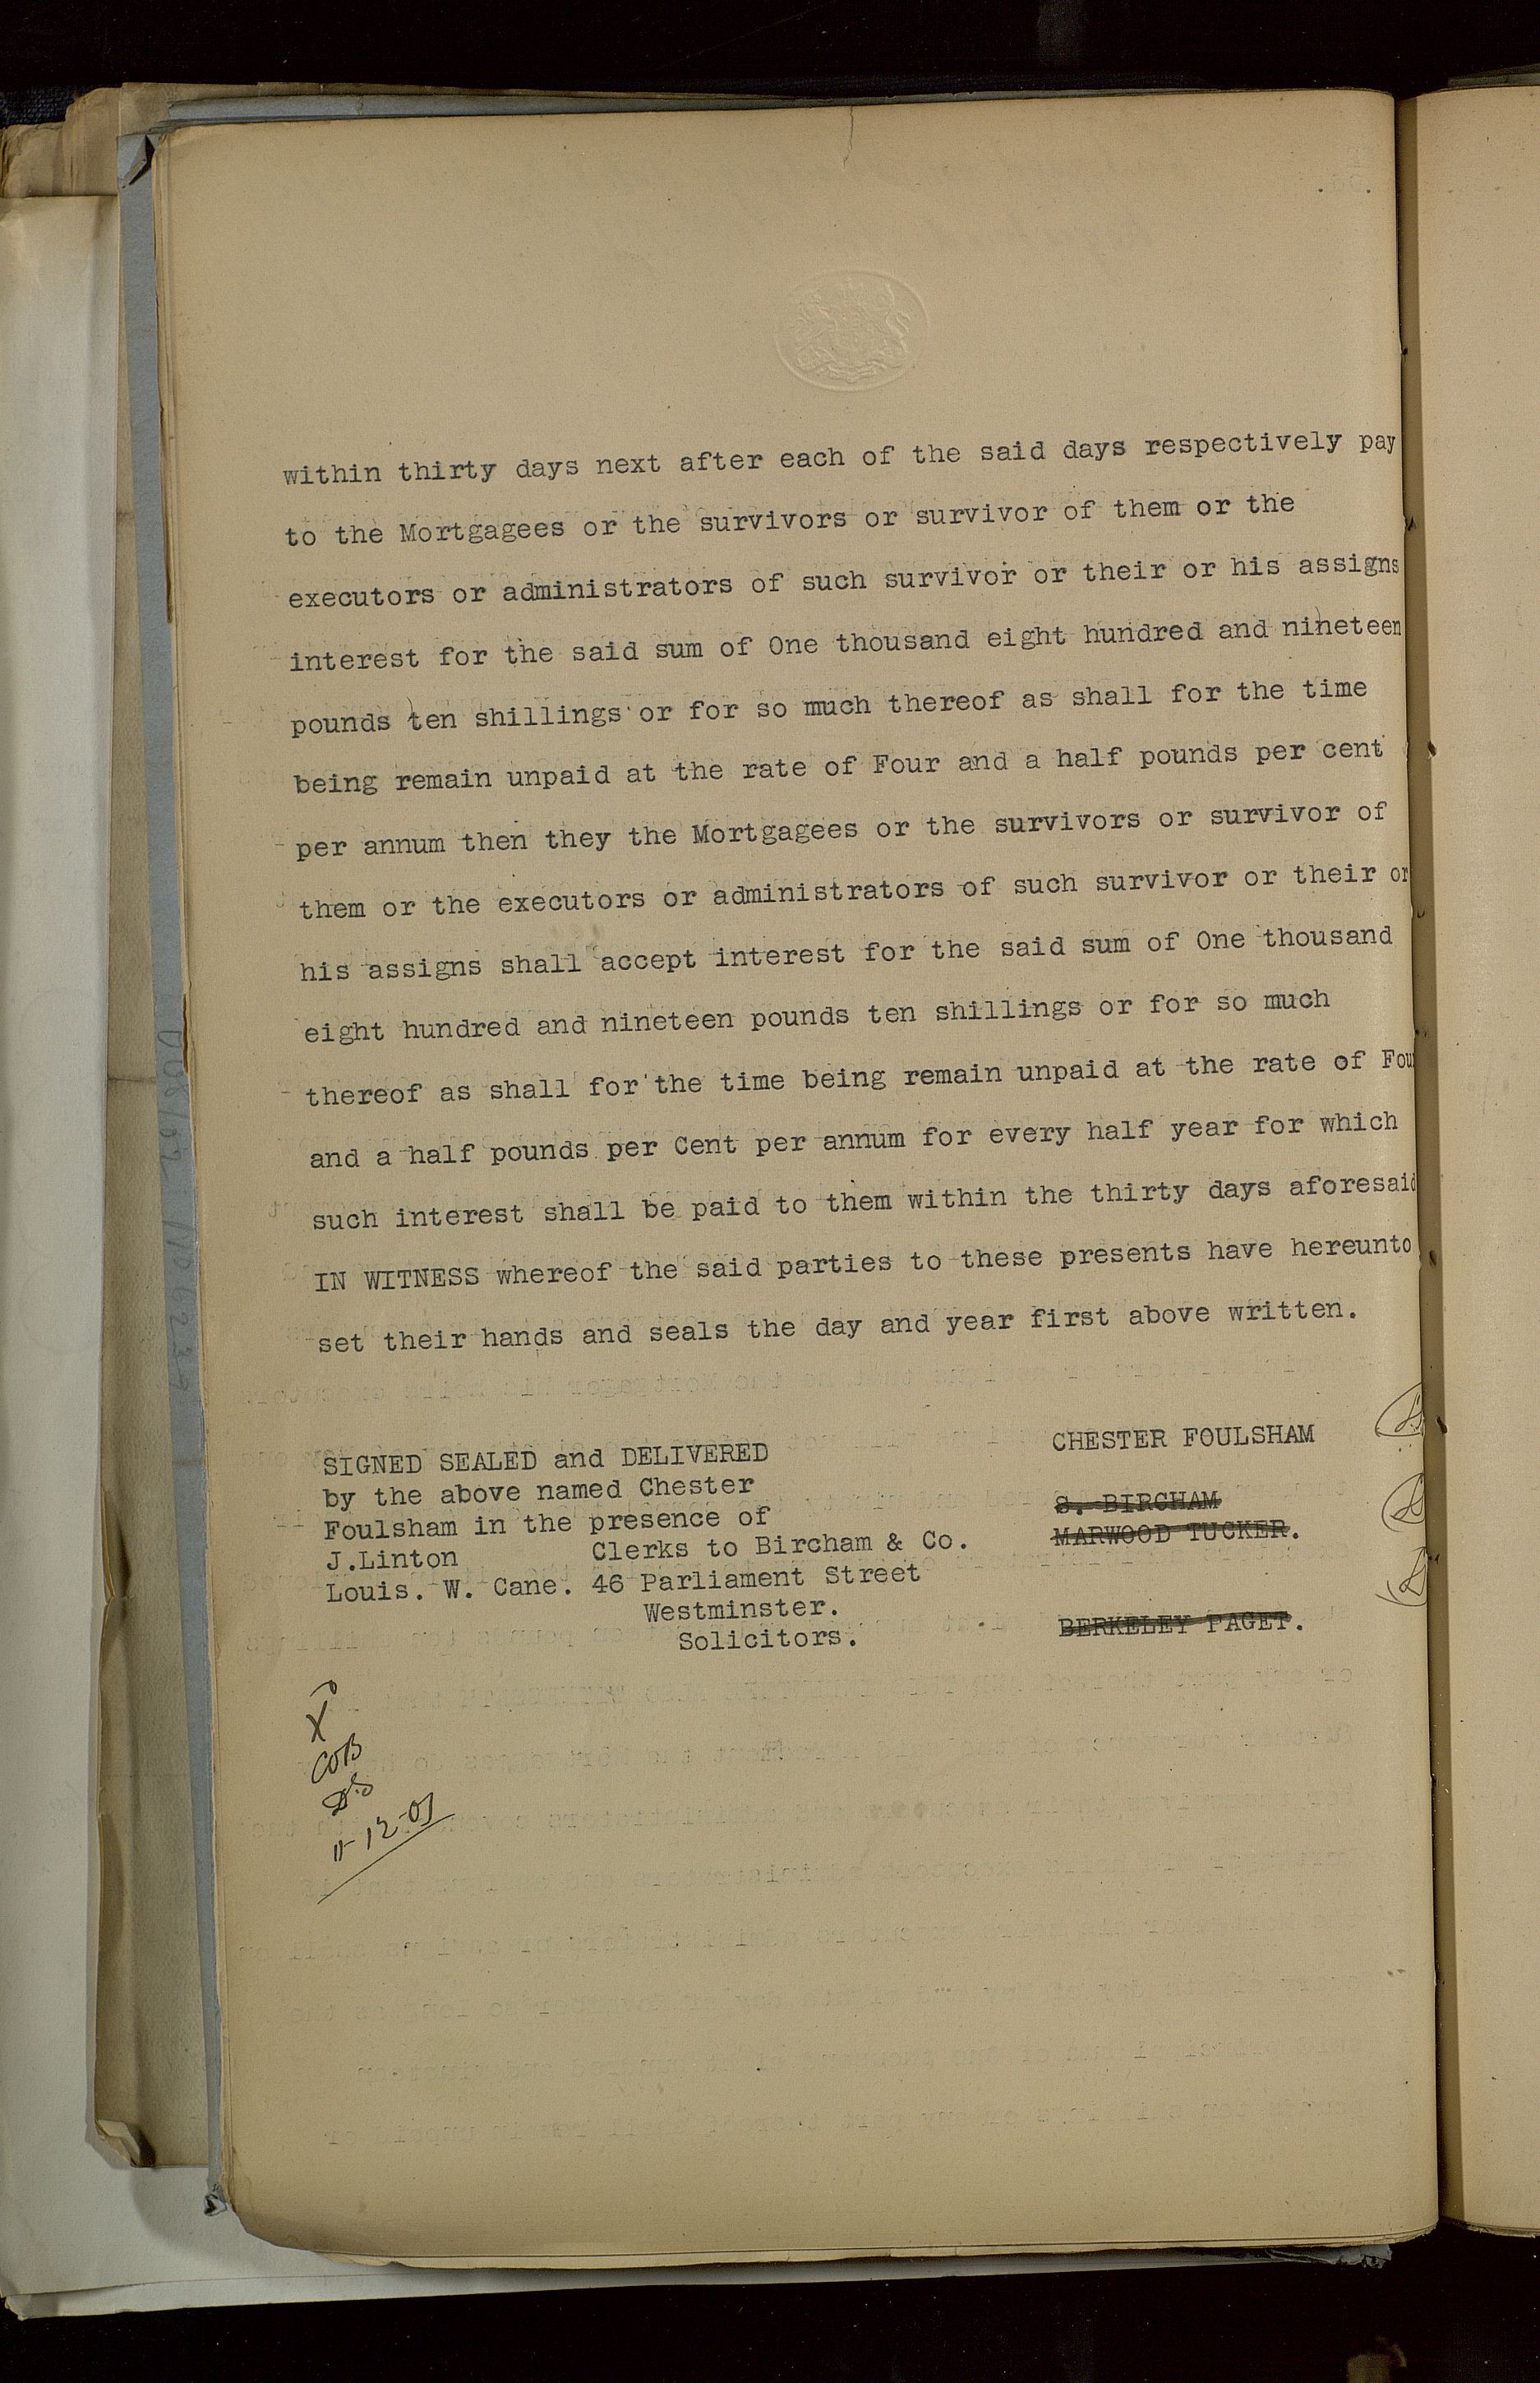 within thirty days next after each of the said days respectively pay
to the Mortgagees or the survivors or survivor of them or the
executors or administrators of such survivor or their or his assigns
interest for the said sum of One thousand eight hundred and nineteen
pounds ten shillings or for so much thereof as shall for the time
being remain unpaid at the rate of Four and a half pounds per cent
per annum then they the Mortgagees or the survivors or survivor of
them or the executors or administrators of such survivor or their or
his assigns shall accept interest for the said sum of One thousand
eight hundred and nineteen pounds ten shillings or for so much
thereof as shall for the time being remain unpaid at the rate of Fou
and a half pounds per Cent per annum for every half year for which
such interest shall be paid to them within the thirty days aforesaid
IN WITNESS whereof the said parties to these presents have hereunto
set their hands and seals the day and year first above written.
SIGNED SEALED and DELIVERED CHESTER FOULSHAM
by the above named Chester
Foulsham in the presence of S. BIRCHAM
J.Linton Clerks to Bircham & Co. MARWOOD TUCKER.
Louis. W. Cane. 46 Parliament Street
Westminster.
Solicitors. BERKELEY PAGET.